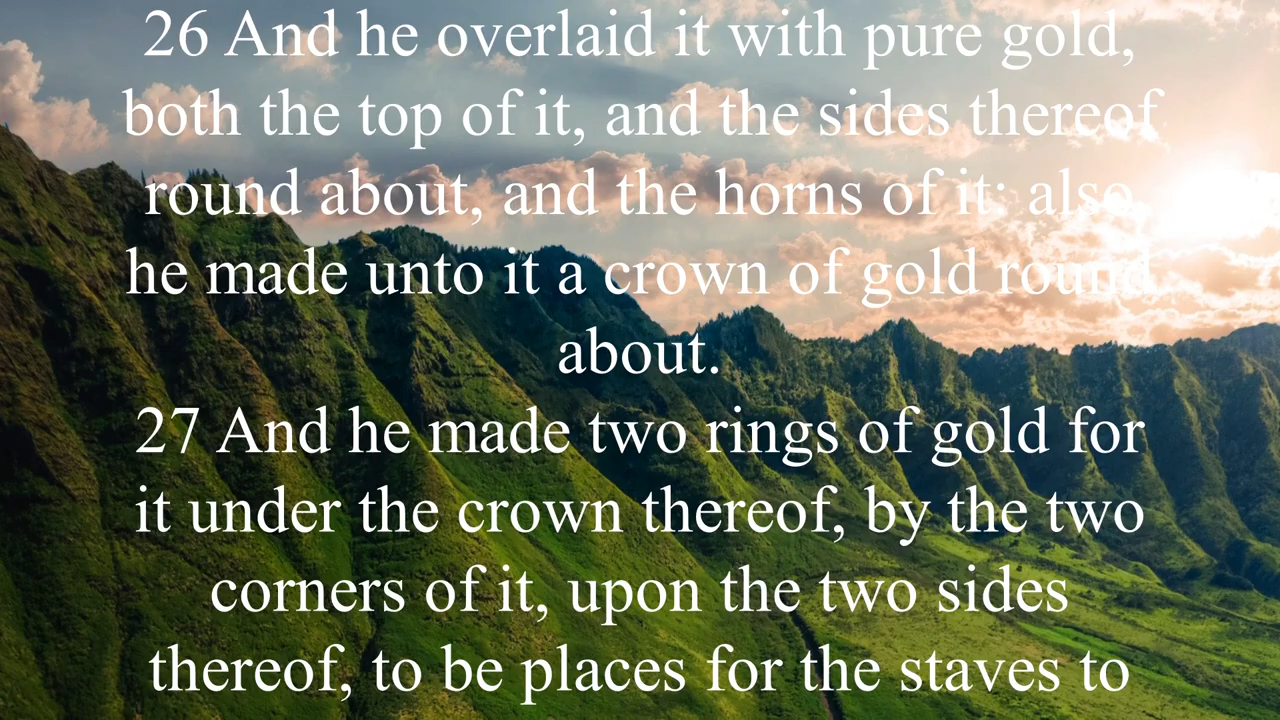 26 And he overlaid it with pure gold,
both the top of it, and the sides thereof
round about, and the horns of it: also
he made unto it a crown of gold round
about.
27 And he made two rings of gold for
it under the crown thereof, by the two
corners of it, upon the two sides
thereof, to be places for the staves to